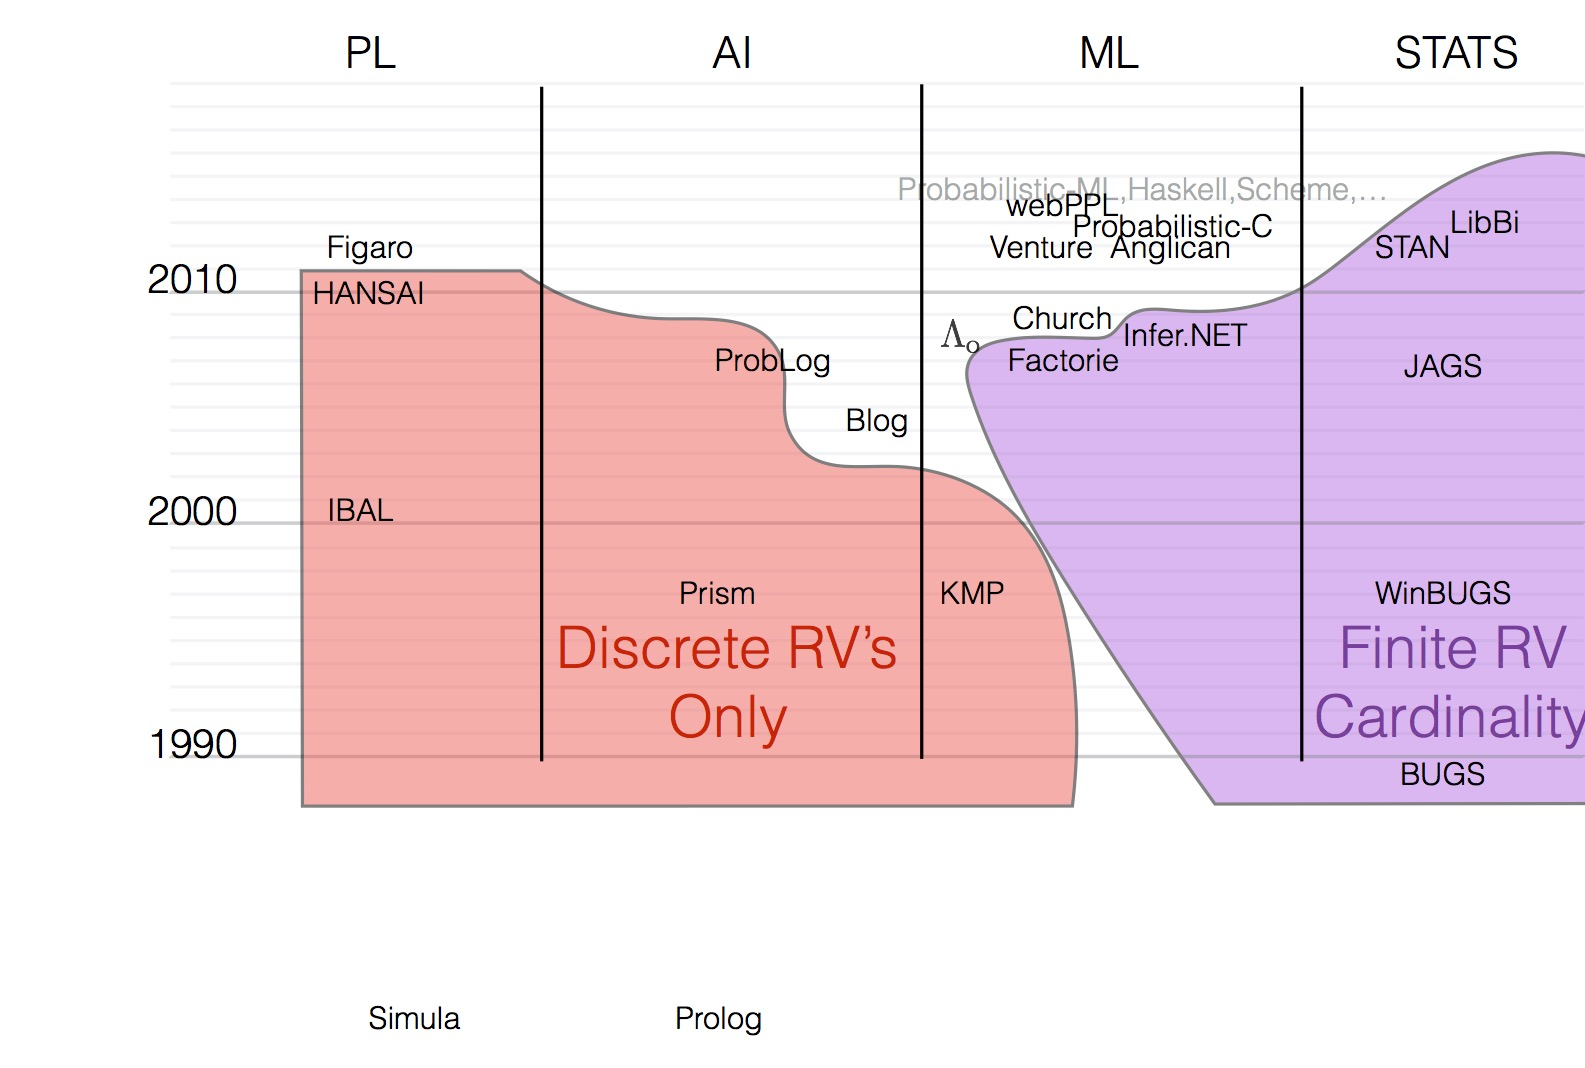 PL AI ML STATS
Probabilistic-ML,Haskell,Scheme,...
webPPL
Probabilistic-C
LibBi
Figaro Venture Anglican STAN
2010
HANSAI
Church
Λo Infer.NET
ProbLog Factorie JAGS
Blog
2000
IBAL
Prism KMP WinBUGS
Discrete RV's Finite RV
Only Cardinality
1990
BUGS
Simula Prolog